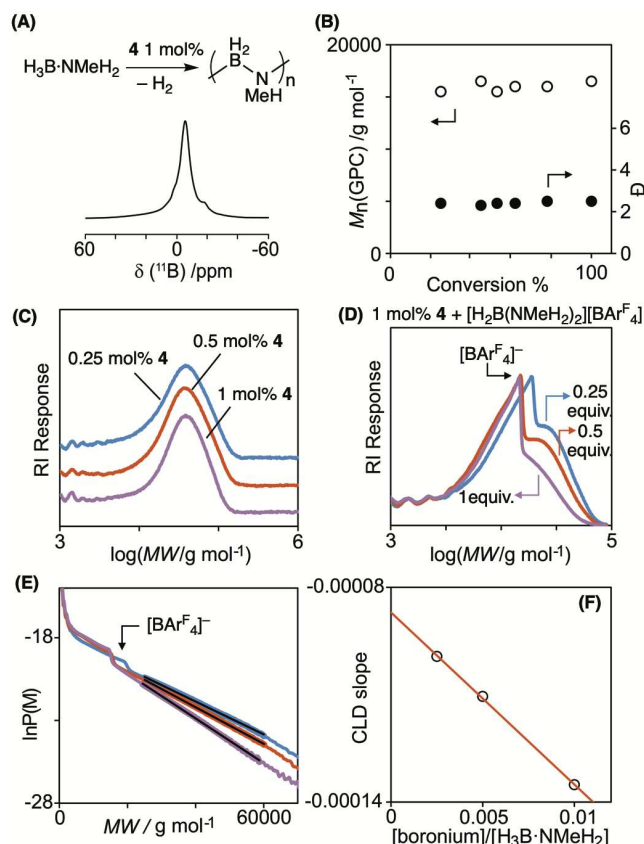 (A)
H₃B·NMeH₂
4 1 mol%
– H₂
H₂
B
N
MeH
n
60
0
-60
δ (¹¹B) /ppm
(B)
20000
0
Mn(GPC) /g mol⁻¹
6
4
2
0
Đ
0
50
100
Conversion %
(C)
0.5 mol% 4
0.25 mol% 4
1 mol% 4
RI Response
3
6
log(MW/g mol⁻¹)
(D)
1 mol% 4 + [H₂B(NMeH₂)₂][BArF₄]
[BArF₄]⁻
0.25
equiv.
0.5
equiv.
1equiv.
RI Response
3
5
log(MW/g mol⁻¹)
(E)
[BArF₄]⁻
-18
-28
lnP(M)
0
60000
MW / g mol⁻¹
(F)
-0.00008
-0.00014
CLD slope
0
0.005
0.01
[boronium]/[H₃B·NMeH₂]